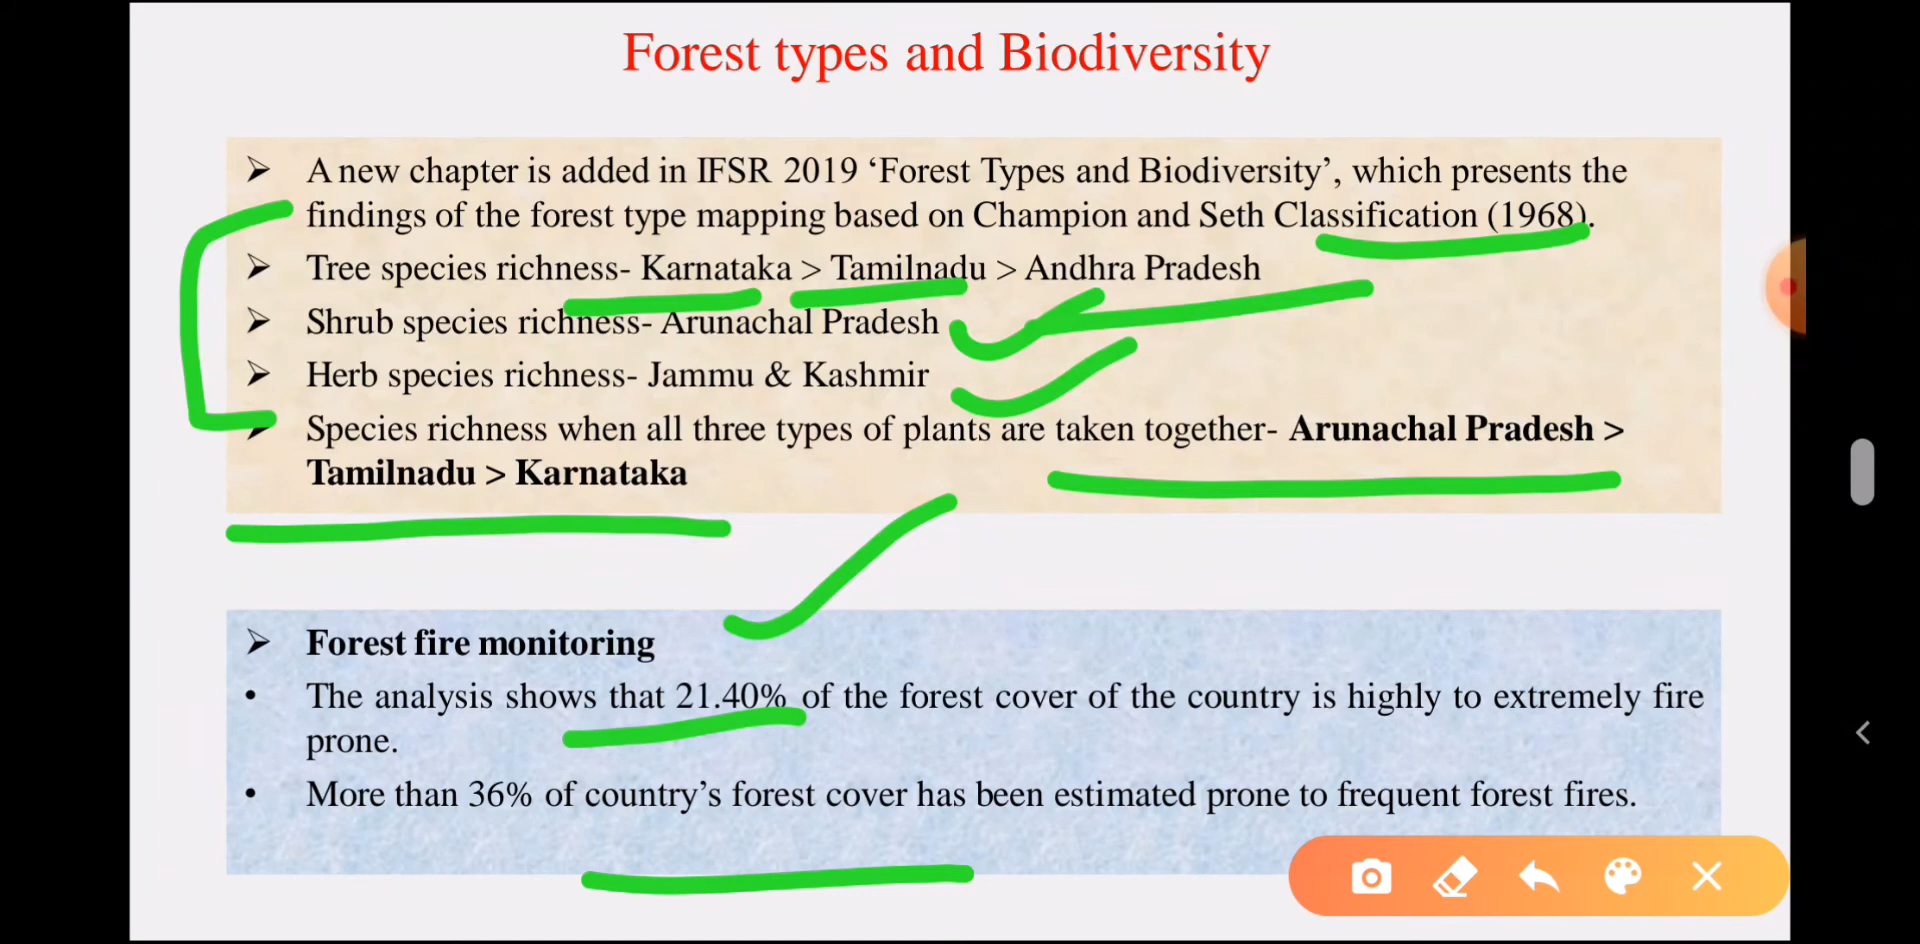 Forest types and Biodiversity
➢ A new chapter is added in IFSR 2019 ‘Forest Types and Biodiversity’, which presents the
findings of the forest type mapping based on Champion and Seth Classification (1968).
➢ Tree species richness- Karnataka > Tamilnadu > Andhra Pradesh
➢ Shrub species richness- Arunachal Pradesh
➢ Herb species richness- Jammu & Kashmir
➢ Species richness when all three types of plants are taken together- Arunachal Pradesh >
Tamilnadu > Karnataka
➢ Forest fire monitoring
• The analysis shows that 21.40% of the forest cover of the country is highly to extremely fire
prone.
• More than 36% of country’s forest cover has been estimated prone to frequent forest fires.